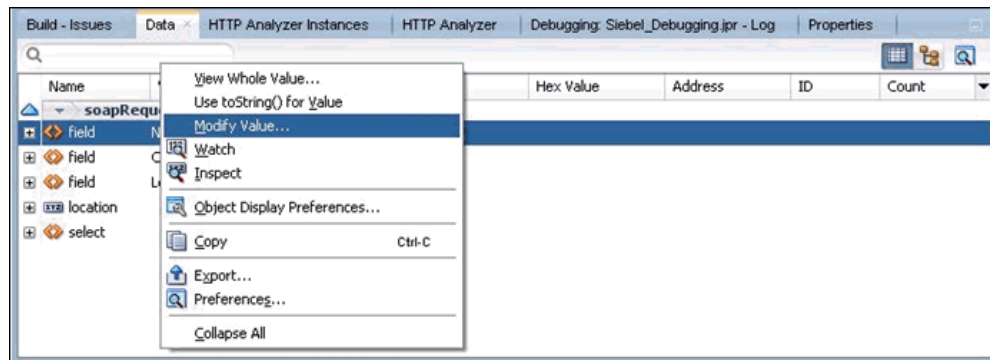 Build - Issues Data HTTP Analyzer Instances HTTP Analyzer Debugging: Siebel_Debugging.jpr - Log Properties
Name Hex Value Address ID Count
soapRequ
field N
field
field L
location
select
View Whole Value...
Use toString() for Value
Modify Value...
Watch
Inspect
Object Display Preferences...
Copy Ctrl-C
Export...
Preferences...
Collapse All